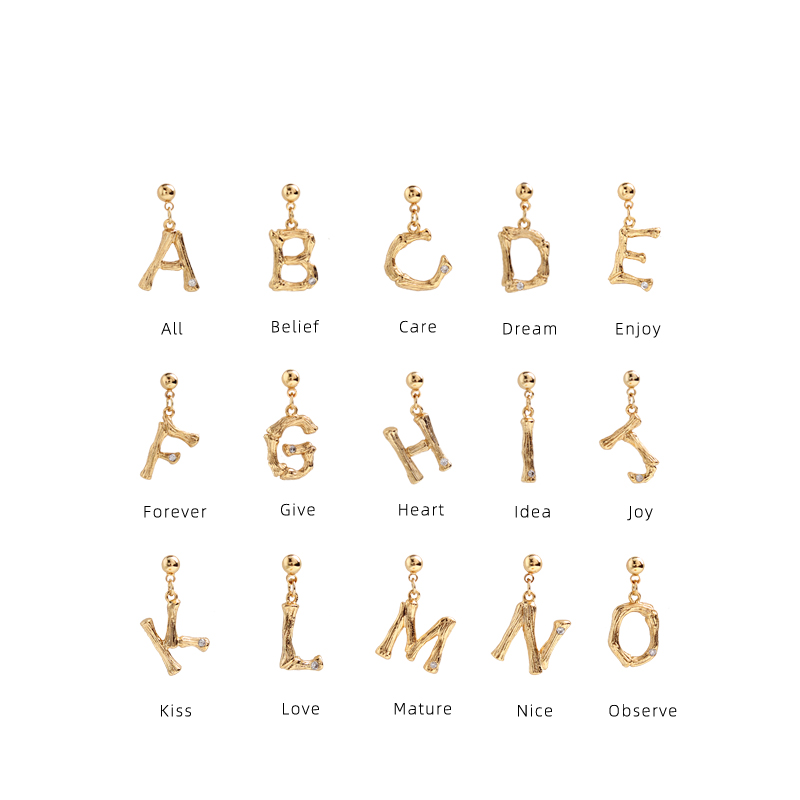 A B C D E
All Belief Care Dream Enjoy
F G H I J
Forever Give Heart Idea Joy
K L M N O
Kiss Love Mature Nice Observe